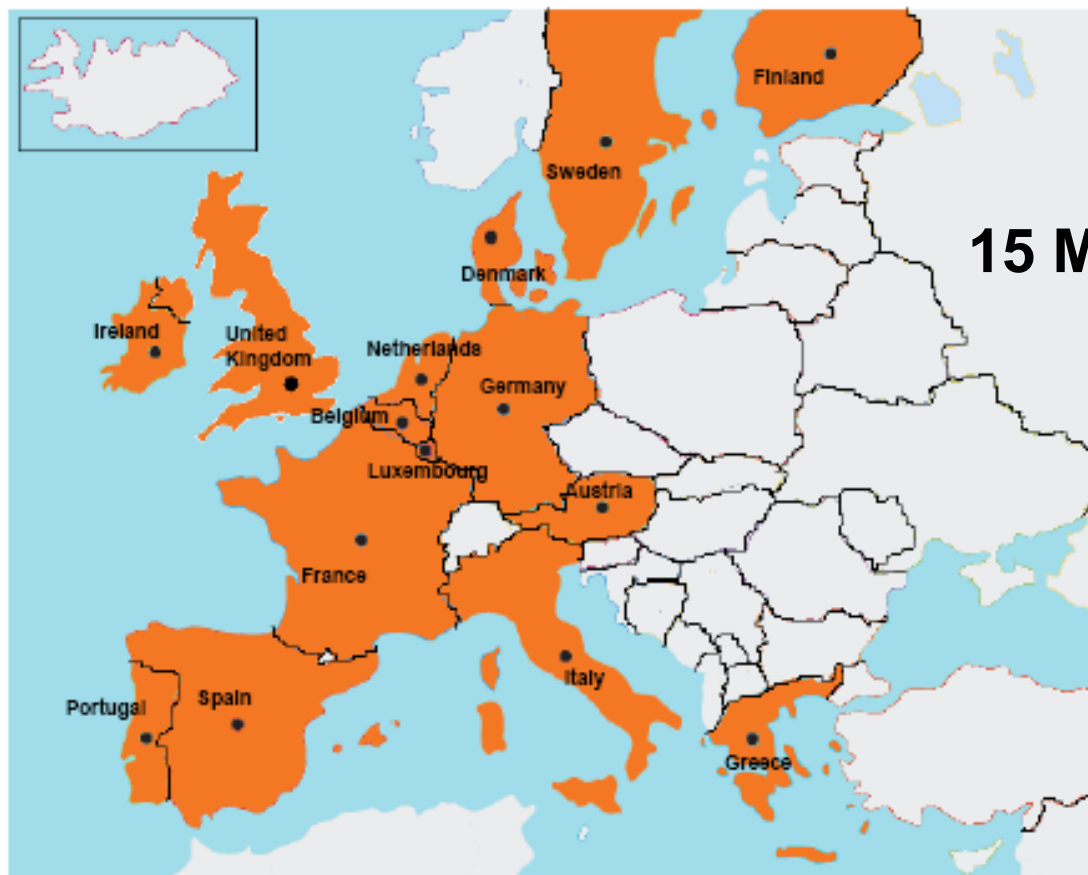 Finland
Sweden
15 M
Denmark
Ireland
United
Kingdom
Netherlands
Germany
Belgium
Luxembourg
Austria
France
Italy
Portugal
Spain
Greece